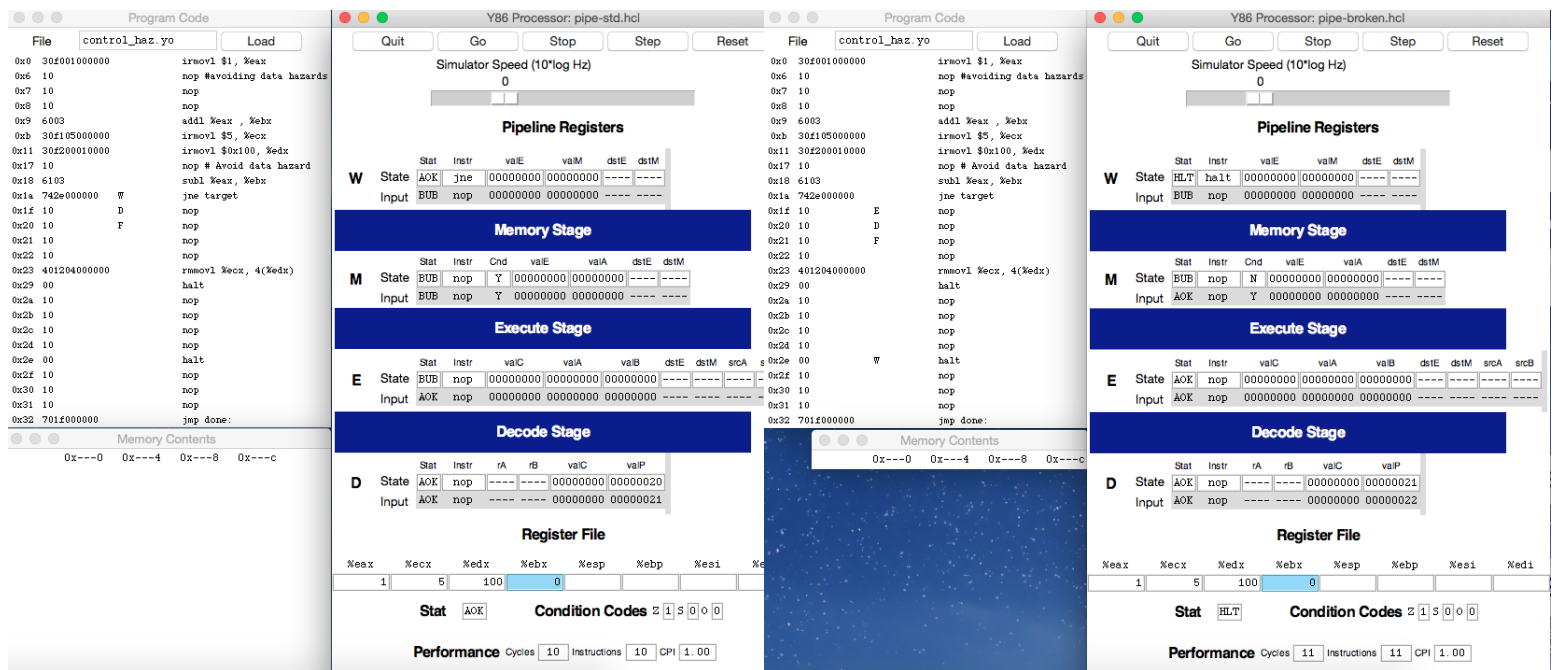 Program Code
File control_haz.yo Load
0x0 30f001000000 irmovl $1, %eax
0x6 10 nop #avoiding data hazards
0x7 10 nop
0x8 10 nop
0x9 6003 addl %eax , %ebx
0xb 30f105000000 irmovl $5, %ecx
0x11 30f200010000 irmovl $0x100, %edx
0x17 10 nop # Avoid data hazard
0x18 6103 subl %eax, %ebx
0x1a 742e000000 W jne target
0x1f 10 D nop
0x20 10 F nop
0x21 10 nop
0x22 10 nop
0x23 401204000000 rmmovl %ecx, 4(%edx)
0x29 00 halt
0x2a 10 nop
0x2b 10 nop
0x2c 10 nop
0x2d 10 nop
0x2e 00 halt
0x2f 10 nop
0x30 10 nop
0x31 10 nop
0x32 701f000000 jmp done:
Memory Contents
0x---0 0x---4 0x---8 0x---c
Y86 Processor: pipe-std.hcl
Quit Go Stop Step Reset
Simulator Speed (10*log Hz)
0
Pipeline Registers
Stat Instr valE valM dstE dstM
W State AOK jne 00000000 00000000 ---- ----
Input BUB nop 00000000 00000000 ---- ----
Memory Stage
Stat Instr Cnd valE valA dstE dstM
M State BUB nop Y 00000000 00000000 ---- ----
Input BUB nop Y 00000000 00000000 ---- ----
Execute Stage
Stat Instr valC valA valB dstE dstM srcA s
E State BUB nop 00000000 00000000 00000000 ---- ---- ---- -
Input AOK nop 00000000 00000000 00000000 ---- ---- ---- -
Decode Stage
Stat Instr rA rB valC valP
D State AOK nop ---- ---- 00000000 00000020
Input AOK nop ---- ---- 00000000 00000021
Register File
%eax %ecx %edx %ebx %esp %ebp %esi %e
1 5 100 0
Stat AOK Condition Codes Z 1 S 0 O 0
Performance Cycles 10 Instructions 10 CPI 1.00
Program Code
File control_haz.yo Load
0x0 30f001000000 irmovl $1, %eax
0x6 10 nop #avoiding data hazards
0x7 10 nop
0x8 10 nop
0x9 6003 addl %eax , %ebx
0xb 30f105000000 irmovl $5, %ecx
0x11 30f200010000 irmovl $0x100, %edx
0x17 10 nop # Avoid data hazard
0x18 6103 subl %eax, %ebx
0x1a 742e000000 jne target
0x1f 10 E nop
0x20 10 D nop
0x21 10 F nop
0x22 10 nop
0x23 401204000000 rmmovl %ecx, 4(%edx)
0x29 00 halt
0x2a 10 nop
0x2b 10 nop
0x2c 10 nop
0x2d 10 nop
0x2e 00 W halt
0x2f 10 nop
0x30 10 nop
0x31 10 nop
0x32 701f000000 jmp done:
Memory Contents
0x---0 0x---4 0x---8 0x---c
Y86 Processor: pipe-broken.hcl
Quit Go Stop Step Reset
Simulator Speed (10*log Hz)
0
Pipeline Registers
Stat Instr valE valM dstE dstM
W State HLT halt 00000000 00000000 ---- ----
Input BUB nop 00000000 00000000 ---- ----
Memory Stage
Stat Instr Cnd valE valA dstE dstM
M State BUB nop N 00000000 00000000 ---- ----
Input AOK nop Y 00000000 00000000 ---- ----
Execute Stage
Stat Instr valC valA valB dstE dstM srcA srcB
E State AOK nop 00000000 00000000 00000000 ---- ---- ---- ----
Input AOK nop 00000000 00000000 00000000 ---- ---- ---- ----
Decode Stage
Stat Instr rA rB valC valP
D State AOK nop ---- ---- 00000000 00000021
Input AOK nop ---- ---- 00000000 00000022
Register File
%eax %ecx %edx %ebx %esp %ebp %esi %edi
1 5 100 0
Stat HLT Condition Codes Z 1 S 0 O 0
Performance Cycles 11 Instructions 11 CPI 1.00